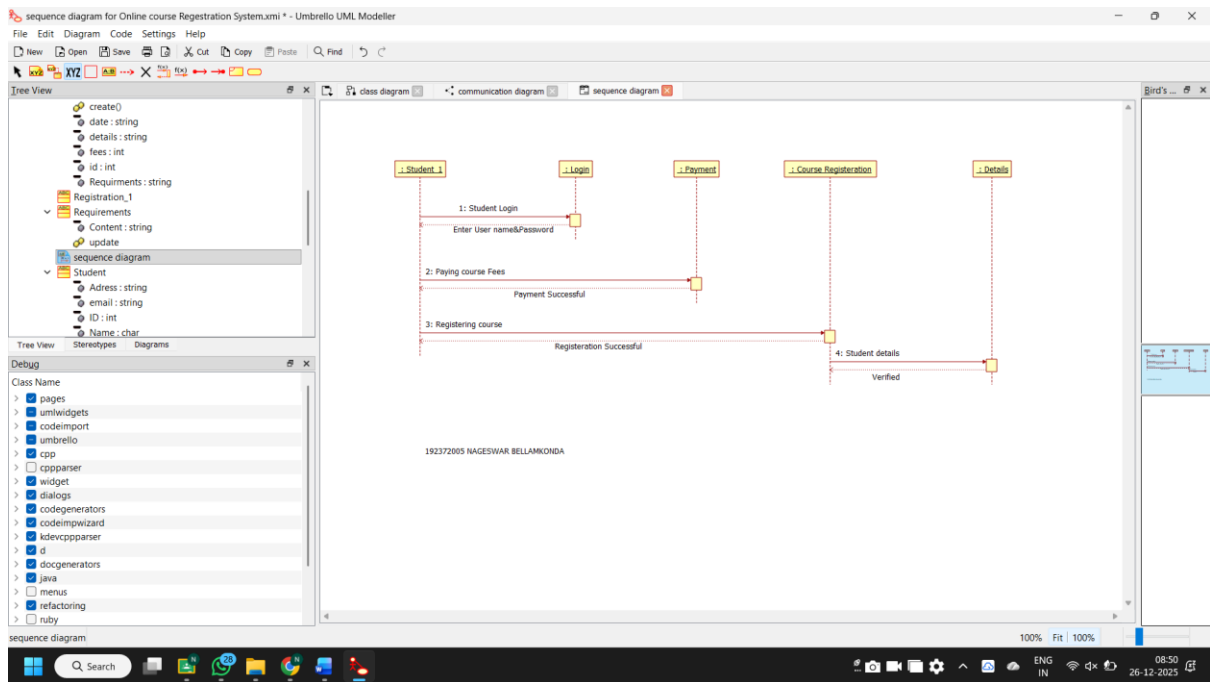 sequence diagram for Online course Regestration System.xmi * - Umbrello UML Modeller
File Edit Diagram Code Settings Help
New Open Save Cut Copy Paste Find
XYZ XYZ A:B f(x) f(x)
Tree View
class diagram communication diagram sequence diagram
Bird's ...
create()
date : string
details : string
fees : int
id : int
Requirments : string
Registration_1
Requirements
Content : string
update
sequence diagram
Student
Adress : string
email : string
ID : int
Name : char
Tree View Stereotypes Diagrams
Debug
Class Name
pages
umlwidgets
codeimport
umbrello
cpp
cppparser
widget
dialogs
codegenerators
codeimpwizard
kdevcppparser
d
docgenerators
java
menus
refactoring
ruby
: Student_1 : Login : Payment : Course Registeration : Details
1: Student Login
Enter User name&Password
2: Paying course Fees
Payment Successful
3: Registering course
Registeration Successful
4: Student details
Verified
192372005 NAGESWAR BELLAMKONDA
sequence diagram
100% Fit 100%
Search
28
ENG
IN
08:50
26-12-2025